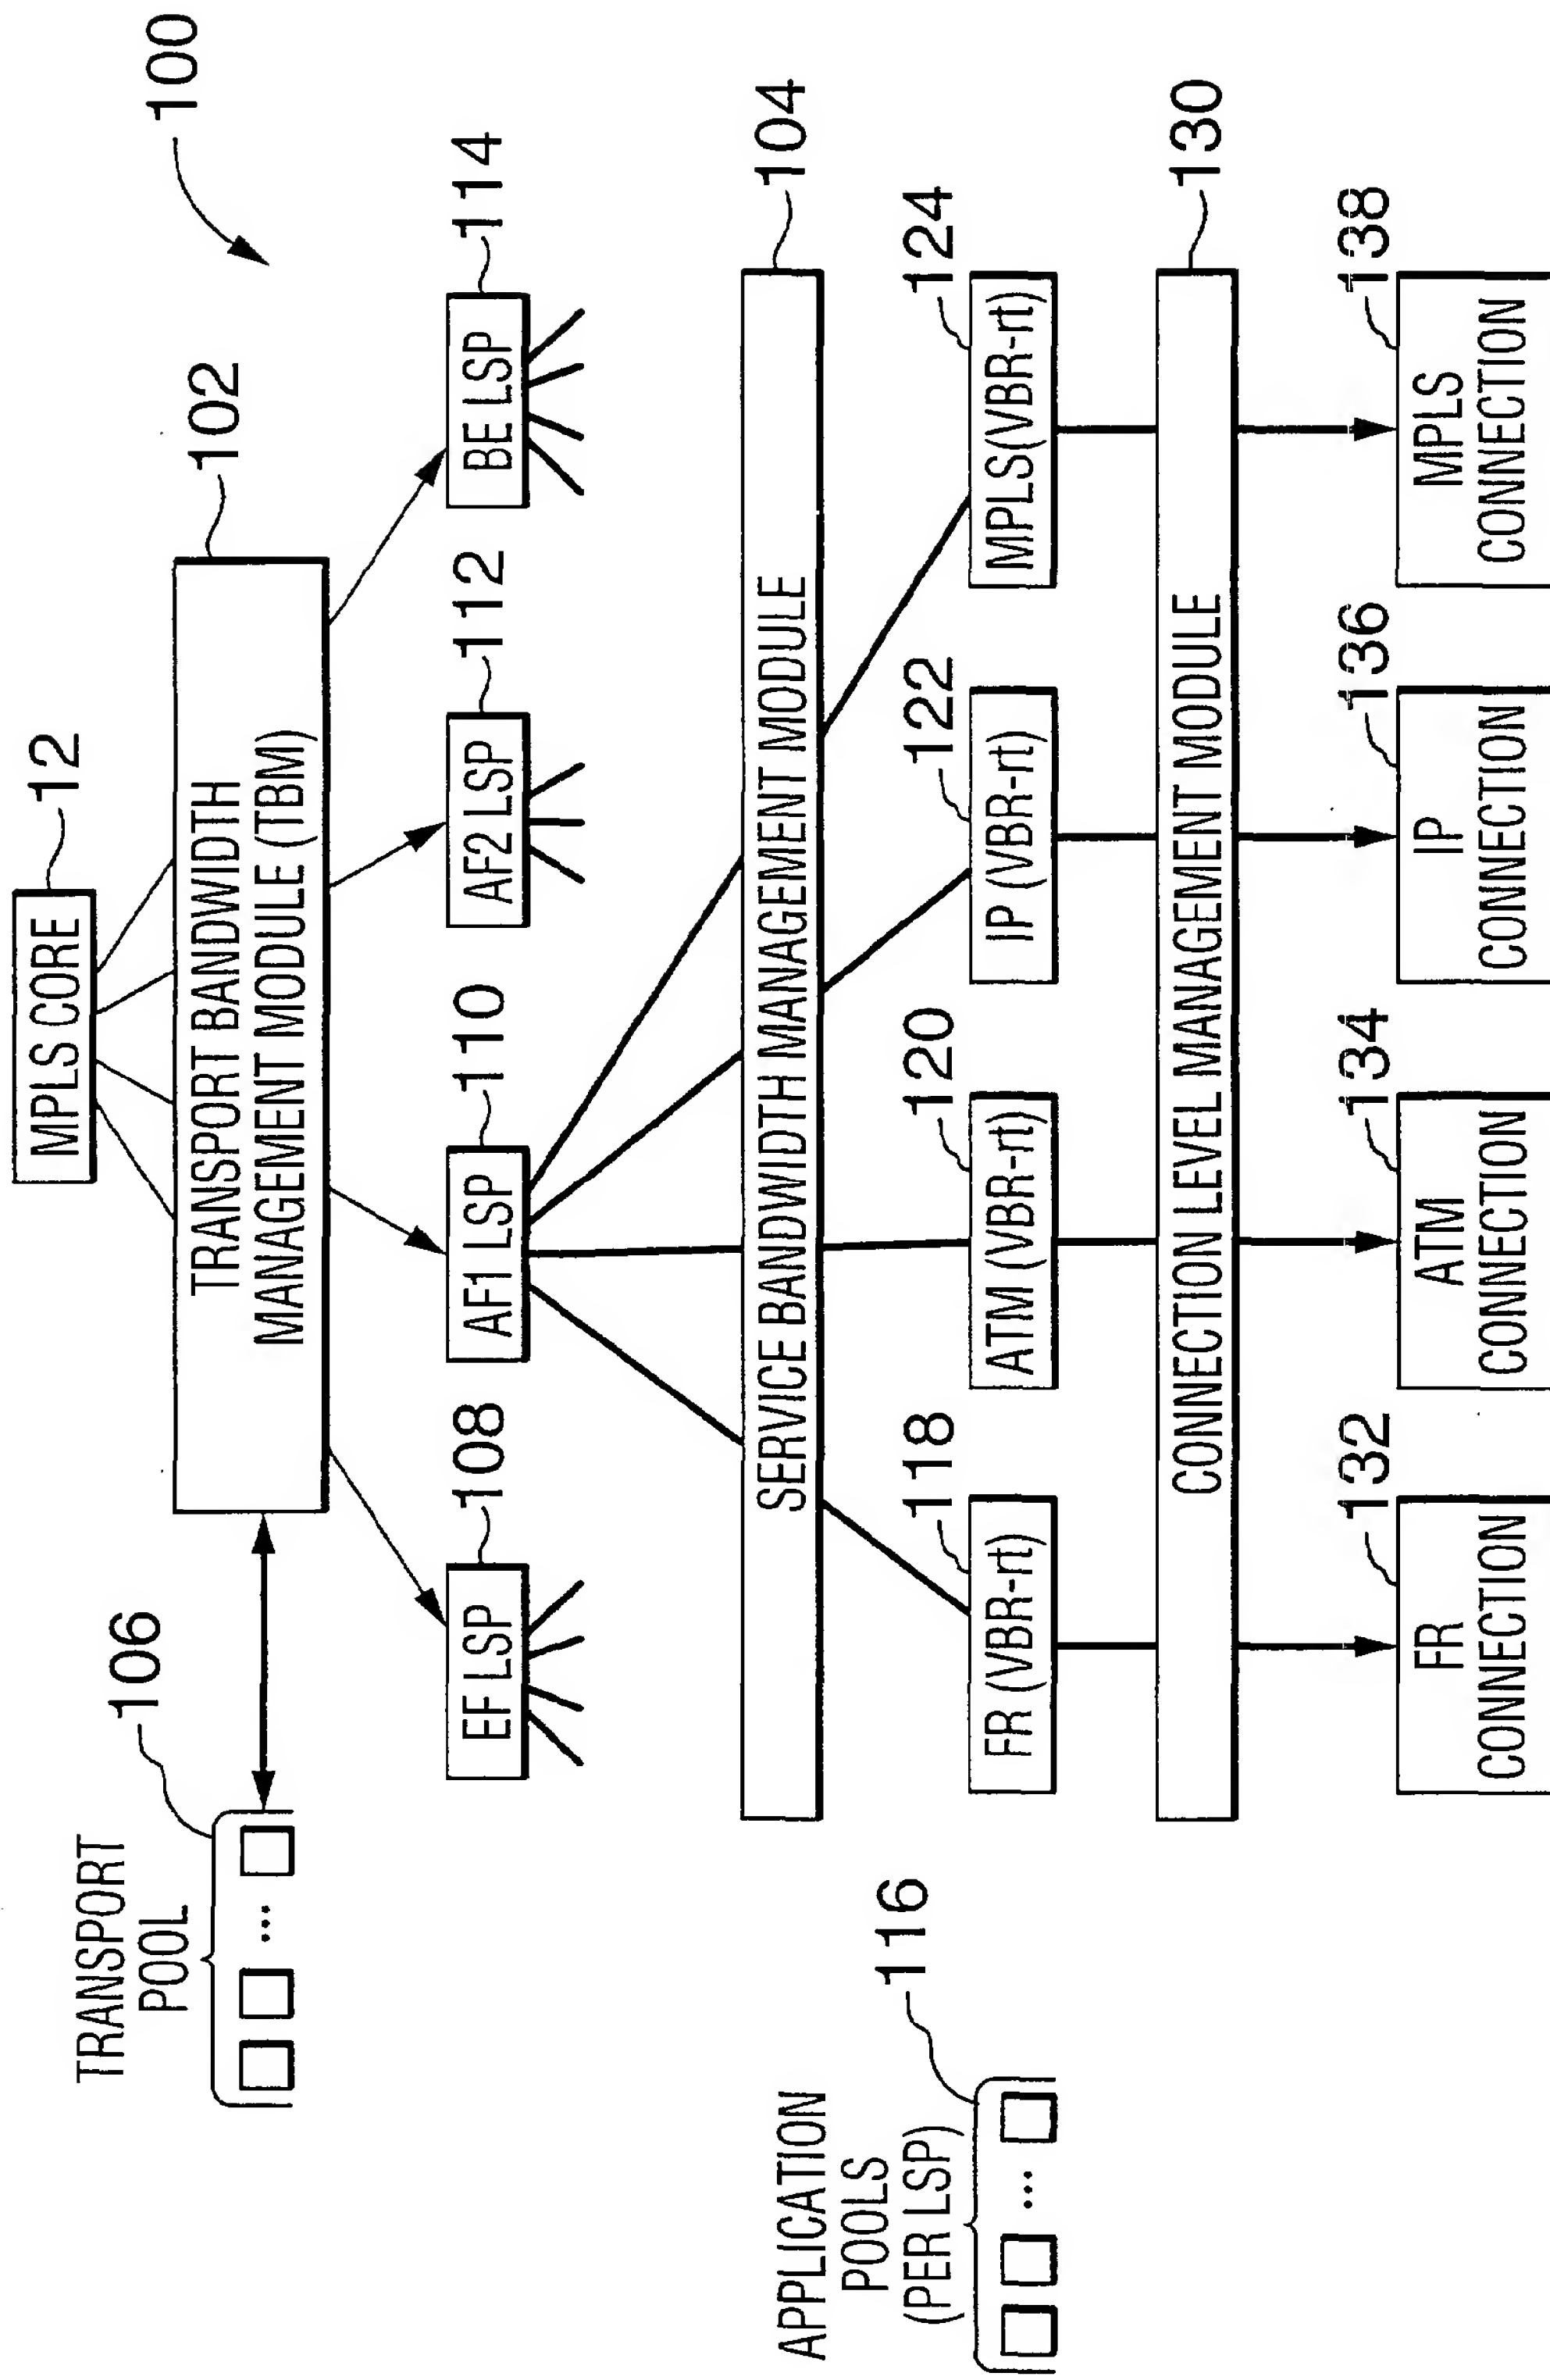 100
MPLS CORE
12
TRANSPORT
POOL
106
...
TRANSPORT BANDWIDTH
MANAGEMENT MODULE (TBM)
102
EF LSP
108
AF1 LSP
110
AF2 LSP
112
BE LSP
114
SERVICE BANDWIDTH MANAGEMENT MODULE
104
APPLICATION
POOLS
(PER LSP)
116
...
FR (VBR-rt)
118
ATM (VBR-rt)
120
IP (VBR-rt)
122
MPLS(VBR-rt)
124
CONNECTION LEVEL MANAGEMENT MODULE
130
FR
CONNECTION
132
ATM
CONNECTION
134
IP
CONNECTION
136
MPLS
CONNECTION
138